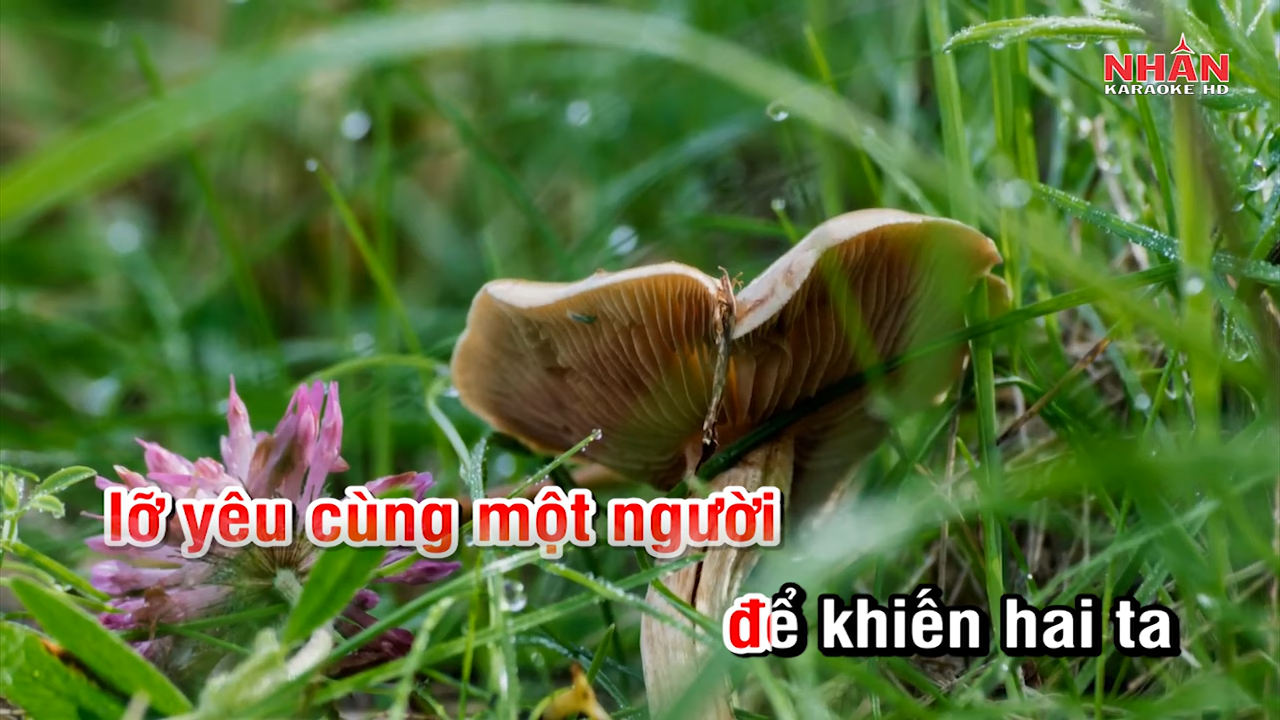 NHÂN
KARAOKE HD
lỡ yêu cùng một người
để khiến hai ta